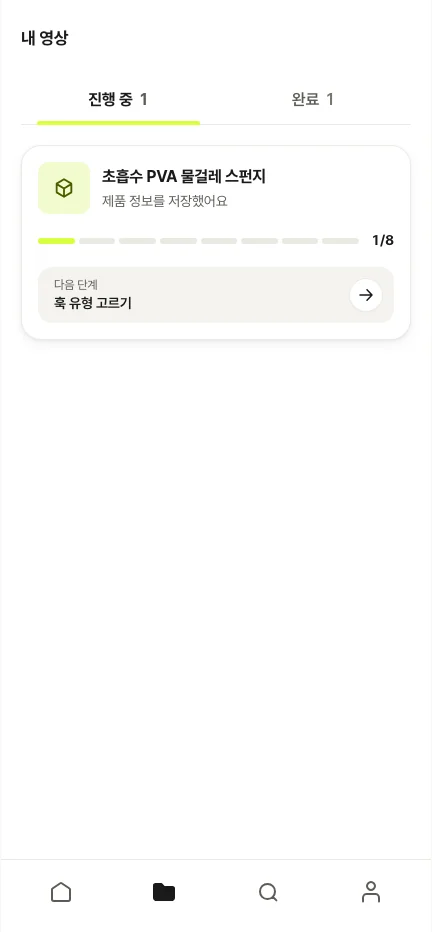 내 영상
진행 중 1
완료 1
초흡수 PVA 물걸레 스펀지
제품 정보를 저장했어요
1/8
다음 단계
훅 유형 고르기